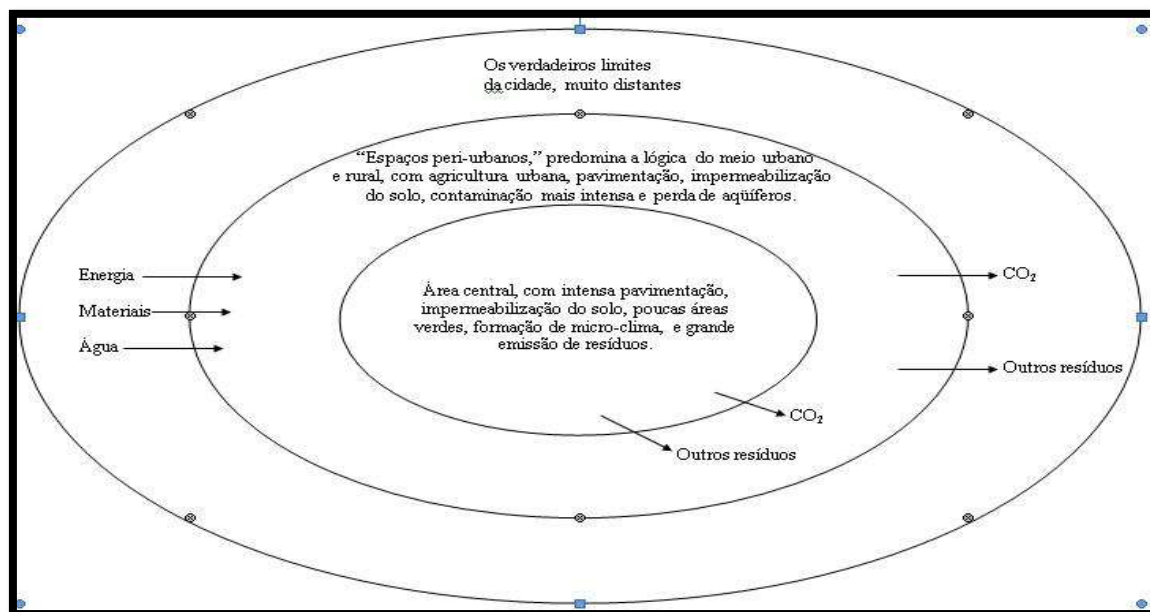 Os verdadeiros limites
da cidade, muito distantes
“Espaços peri-urbanos,” predomina a lógica do meio urbano
e rural, com agricultura urbana, pavimentação, impermeabilização
do solo, contaminação mais intensa e perda de aqüíferos.
Energia
Materiais
Água
Área central, com intensa pavimentação,
impermeabilização do solo, poucas áreas
verdes, formação de micro-clima, e grande
emissão de resíduos.
CO₂
Outros resíduos
CO₂
Outros resíduos